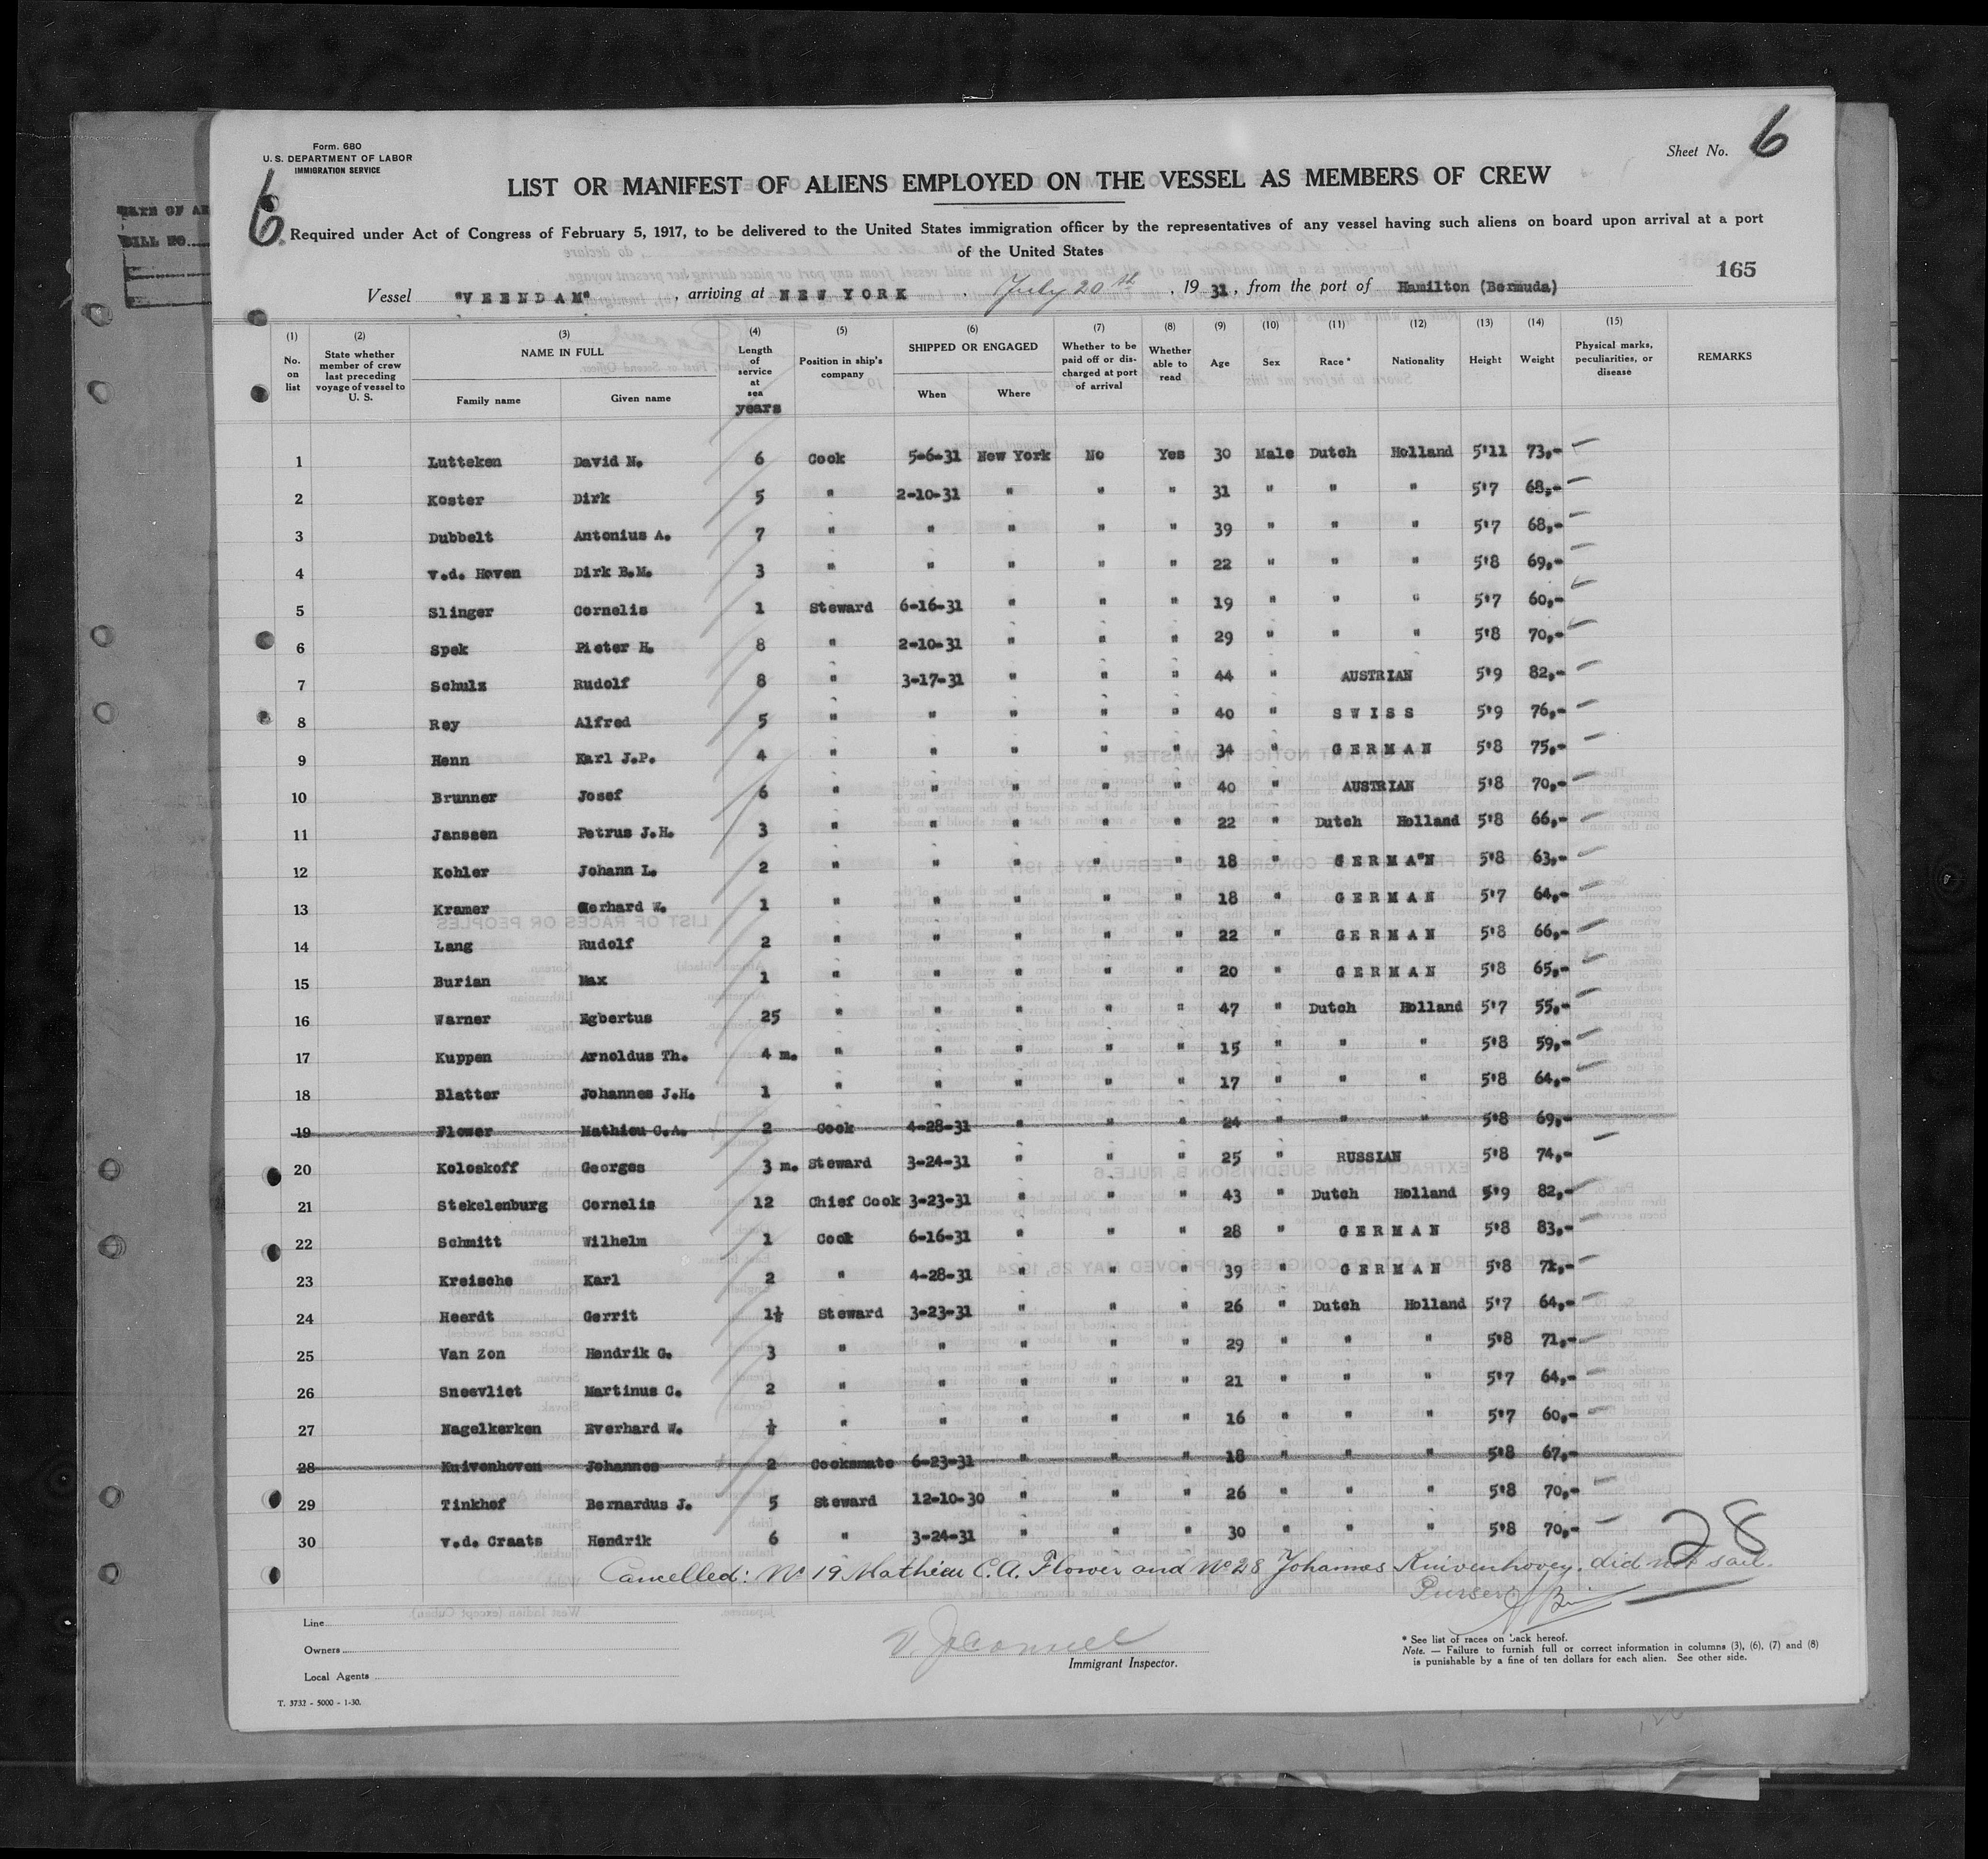 Form. 680
U. S. DEPARTMENT OF LABOR
IMMIGRATION SERVICE
Sheet No. 6
6
LIST OR MANIFEST OF ALIENS EMPLOYED ON THE VESSEL AS MEMBERS OF CREW
Required under Act of Congress of February 5, 1917, to be delivered to the United States immigration officer by the representatives of any vessel having such aliens on board upon arrival at a port
of the United States
165
Vessel "VEENDAM", arriving at NEW YORK, July 20th, 1931, from the port of Hamilton (Bermuda)
(1) No. on list (2) State whether member of crew last preceding voyage of vessel to U. S. (3) NAME IN FULL Family name Given name (4) Length of service at sea years (5) Position in ship's company (6) SHIPPED OR ENGAGED When Where (7) Whether to be paid off or discharged at port of arrival (8) Whether able to read (9) Age (10) Sex (11) Race* (12) Nationality (13) Height (14) Weight (15) Physical marks, peculiarities, or disease REMARKS
1 Lutteken David N. 6 Cook 5-6-31 New York No Yes 30 Male Dutch Holland 5'11 73,-
2 Koster Dirk 5 " 2-10-31 " " " 31 " " " 5'7 68,-
3 Dubbelt Antonius A. 7 " " " " " 39 " " " 5'7 68,-
4 v.d. Hoven Dirk B.M. 3 " " " " " 22 " " " 5'8 69,-
5 Slinger Cornelis 1 Steward 6-16-31 " " " 19 " " " 5'7 60,-
6 Spek Pieter H. 8 " 2-10-31 " " " 29 " " " 5'8 70,-
7 Schulz Rudolf 8 " 3-17-31 " " " 44 " AUSTRIAN 5'9 82,-
8 Rey Alfred 5 " " " " " 40 " SWISS 5'9 76,-
9 Henn Karl J.P. 4 " " " " " 34 " GERMAN 5'8 75,-
10 Brunner Josef 6 " " " " " 40 " AUSTRIAN 5'8 70,-
11 Janssen Petrus J.H. 3 " " " " " 22 " Dutch Holland 5'8 66,-
12 Kohler Johann L. 2 " " " " " 18 " GERMA"N 5'8 63,-
13 Kramer Gerhard W. 1 " " " " " 18 " GERMAN 5'7 64,-
14 Lang Rudolf 2 " " " " " 22 " GERMAN 5'8 66,-
15 Burian Max 1 " " " " " 20 " GERMAN 5'8 65,-
16 Warner Egbertus 25 " " " " " 47 " Dutch Holland 5'7 55,-
17 Kuppen Arnoldus Th. 4 m. " " " " " 15 " " " 5'8 59,-
18 Blatter Johannes J.H. 1 " " " " " 17 " " " 5'8 64,-
19 Flower Mathieu C.A. 2 Cook 4-28-31 " " " 24 " " " 5'8 69,-
20 Koloskoff Georges 3 m. Steward 3-24-31 " " " 25 " RUSSIAN 5'8 74,-
21 Stekelenburg Cornelis 12 Chief Cook 3-23-31 " " " 43 " Dutch Holland 5'9 82,-
22 Schmitt Wilhelm 1 Cook 6-16-31 " " " 28 " GERMAN 5'8 83,-
23 Kreische Karl 2 " 4-28-31 " " " 39 " GERMAN 5'8 71,-
24 Heerdt Gerrit 1½ Steward 3-23-31 " " " 26 " Dutch Holland 5'7 64,-
25 Van Zon Hendrik G. 3 " " " " " 29 " " " 5'8 71,-
26 Sneevliet Martinus C. 2 " " " " " 21 " " " 5'7 64,-
27 Nagelkerken Everhard W. ½ " " " " " 16 " " " 5'7 60,-
28 Kuivenhoven Johannes 2 Cooksmate 6-23-31 " " " 18 " " " 5'8 67,-
29 Tinkhof Bernardus J. 5 Steward 12-10-30 " " " 26 " " " 5'8 70,-
30 v.d. Craats Hendrik 6 " 3-24-31 " " " 30 " " " 5'8 70,-
28
Cancelled: No 19 Mathieu C.A. Flower and No 28 Johannes Kuivenhoven, did not sail.
Purser
Line
Owners
Local Agents
Immigrant Inspector.
* See list of races on back hereof.
Note. — Failure to furnish full or correct information in columns (3), (6), (7) and (8)
is punishable by a fine of ten dollars for each alien. See other side.
T. 3732 - 5000 - 1-30.